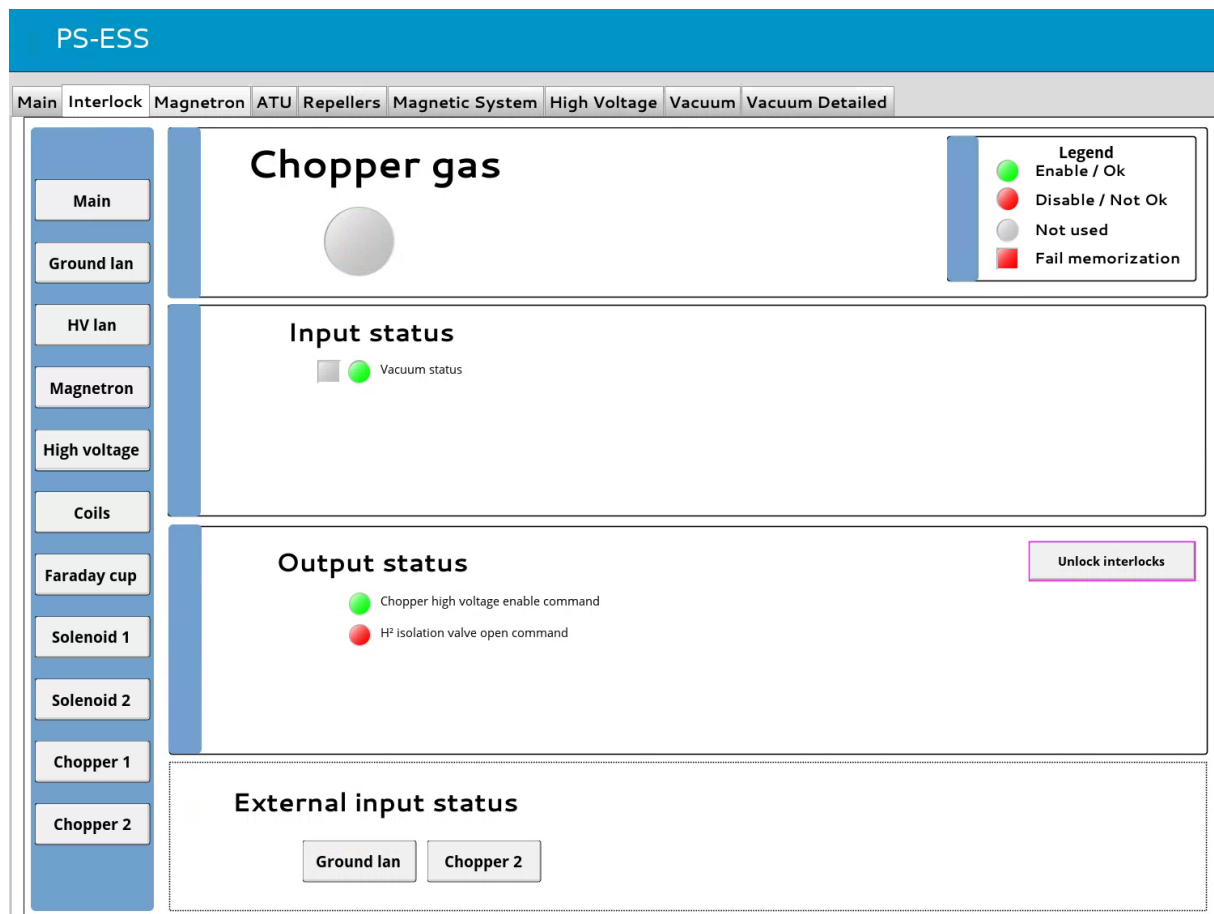 PS-ESS
Main Interlock Magnetron ATU Repellers Magnetic System High Voltage Vacuum Vacuum Detailed
Main
Ground lan
HV lan
Magnetron
High voltage
Coils
Faraday cup
Solenoid 1
Solenoid 2
Chopper 1
Chopper 2
Chopper gas
Legend
Enable / Ok
Disable / Not Ok
Not used
Fail memorization
Input status
Vacuum status
Output status
Unlock interlocks
Chopper high voltage enable command
H² isolation valve open command
External input status
Ground lan Chopper 2